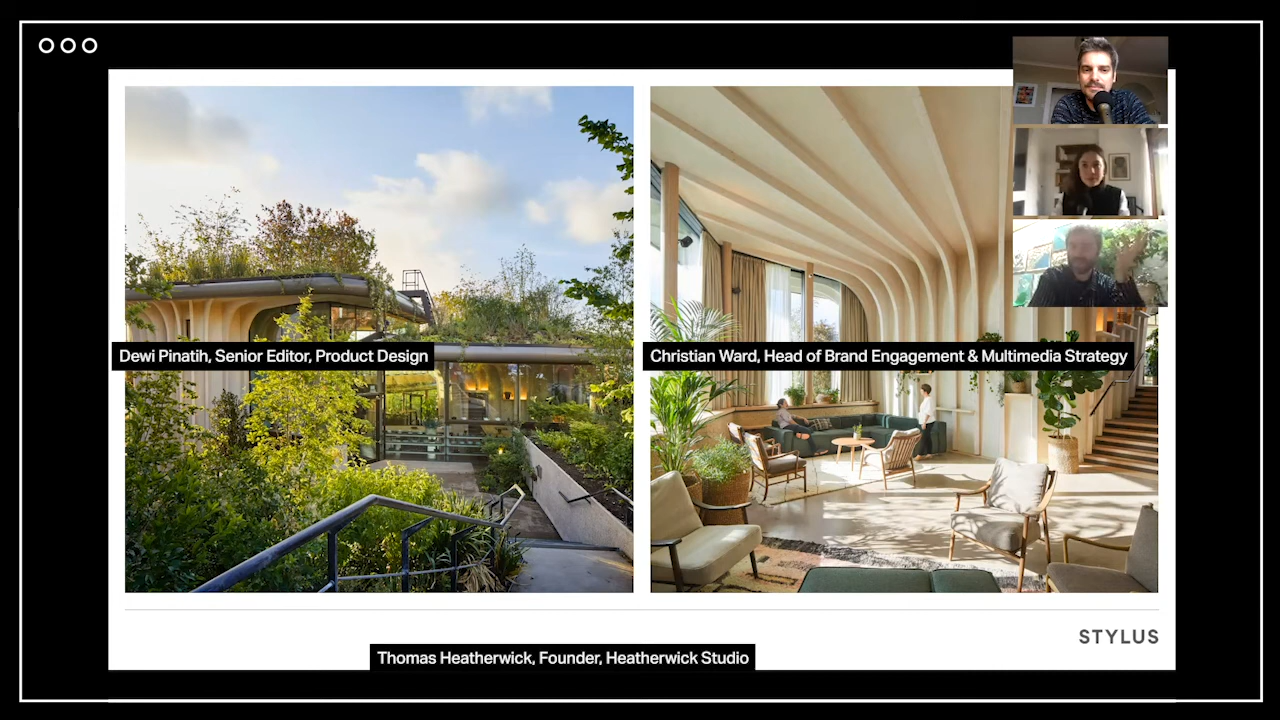 Dewi Pinatih, Senior Editor, Product Design
Christian Ward, Head of Brand Engagement & Multimedia Strategy
STYLUS
Thomas Heatherwick, Founder, Heatherwick Studio